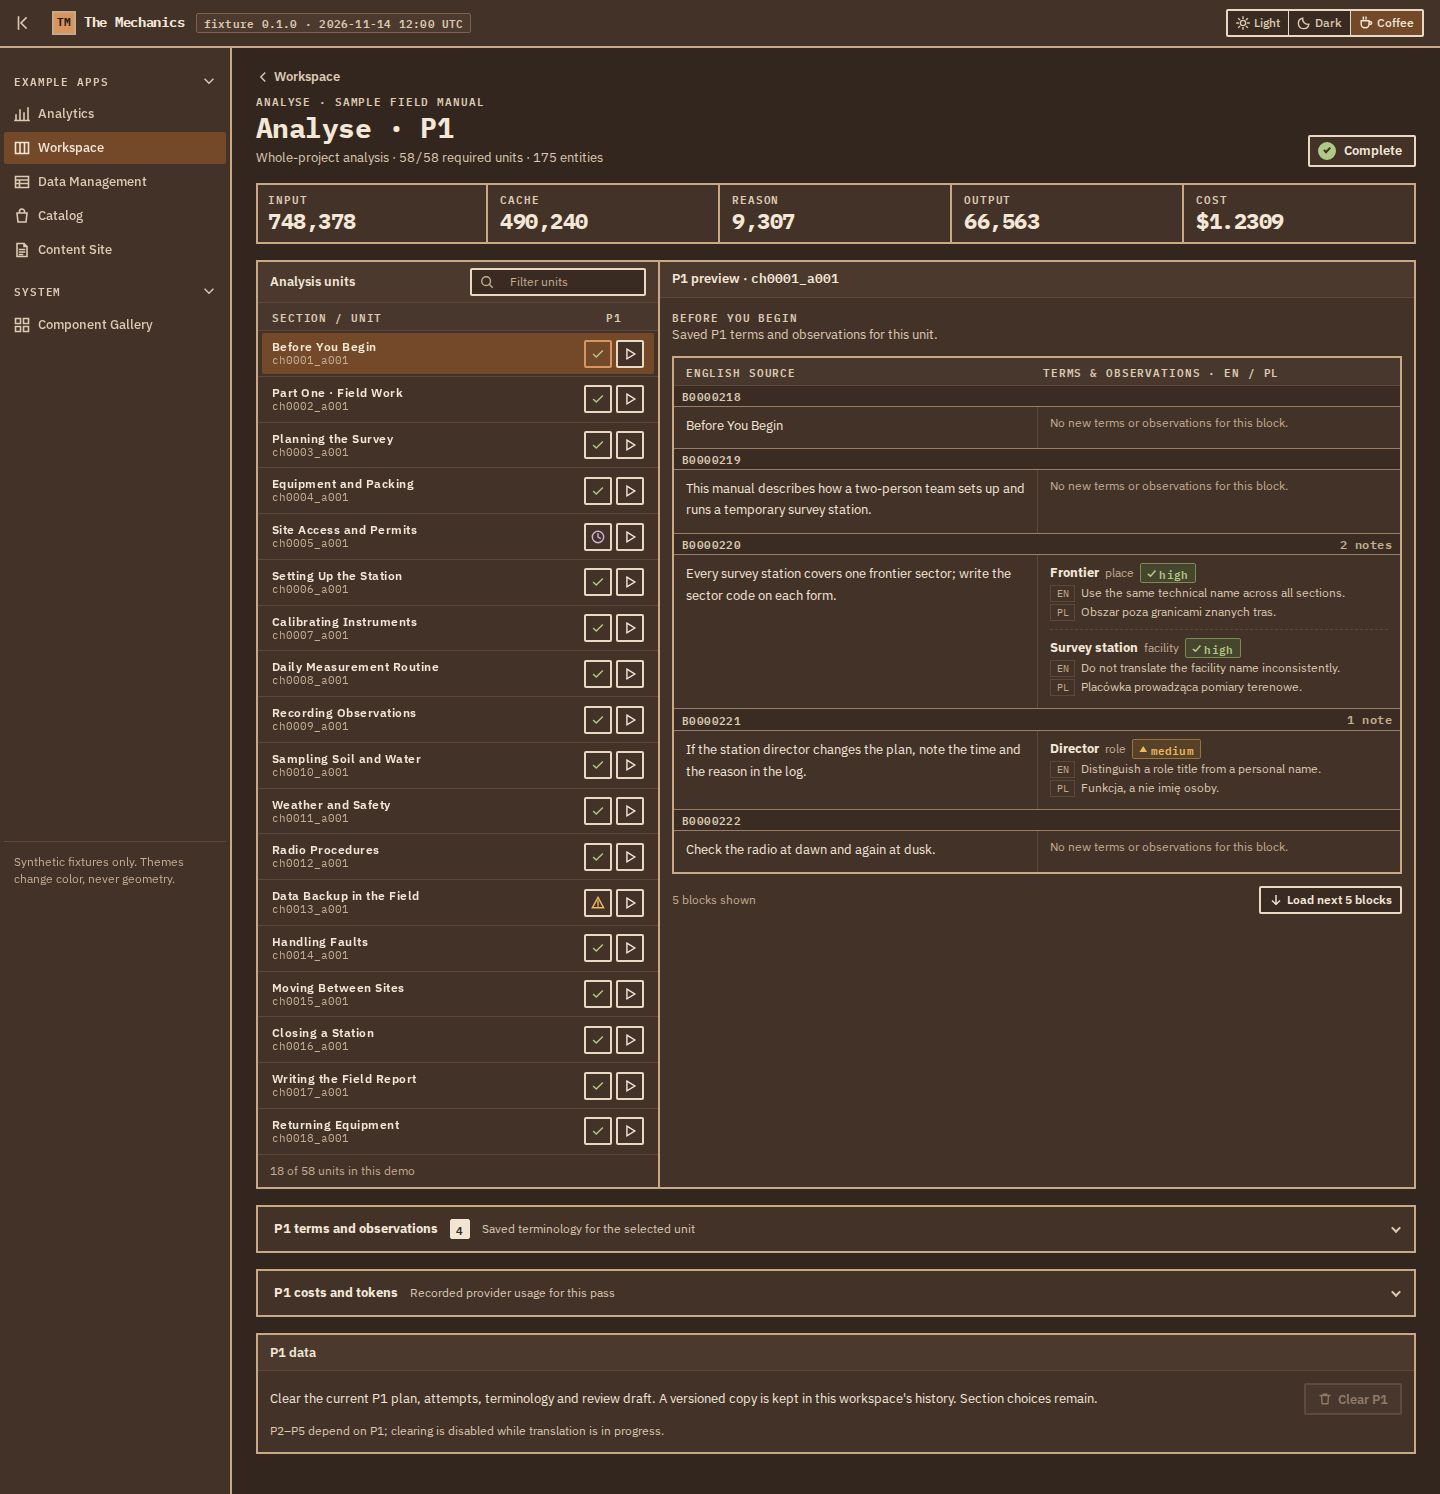 TM The Mechanics fixture 0.1.0 · 2026-11-14 12:00 UTC
Light Dark Coffee
EXAMPLE APPS
Analytics
Workspace
Data Management
Catalog
Content Site
SYSTEM
Component Gallery
Synthetic fixtures only. Themes
change color, never geometry.
Workspace
ANALYSE · SAMPLE FIELD MANUAL
Analyse · P1
Whole-project analysis · 58/58 required units · 175 entities
Complete
INPUT
748,378
CACHE
490,240
REASON
9,307
OUTPUT
66,563
COST
$1.2309
Analysis units
Filter units
SECTION / UNIT P1
Before You Begin
ch0001_a001
Part One · Field Work
ch0002_a001
Planning the Survey
ch0003_a001
Equipment and Packing
ch0004_a001
Site Access and Permits
ch0005_a001
Setting Up the Station
ch0006_a001
Calibrating Instruments
ch0007_a001
Daily Measurement Routine
ch0008_a001
Recording Observations
ch0009_a001
Sampling Soil and Water
ch0010_a001
Weather and Safety
ch0011_a001
Radio Procedures
ch0012_a001
Data Backup in the Field
ch0013_a001
Handling Faults
ch0014_a001
Moving Between Sites
ch0015_a001
Closing a Station
ch0016_a001
Writing the Field Report
ch0017_a001
Returning Equipment
ch0018_a001
18 of 58 units in this demo
P1 preview · ch0001_a001
BEFORE YOU BEGIN
Saved P1 terms and observations for this unit.
ENGLISH SOURCE TERMS & OBSERVATIONS · EN / PL
B0000218
Before You Begin
No new terms or observations for this block.
B0000219
This manual describes how a two-person team sets up and
runs a temporary survey station.
No new terms or observations for this block.
B0000220 2 notes
Every survey station covers one frontier sector; write the
sector code on each form.
Frontier place high
EN Use the same technical name across all sections.
PL Obszar poza granicami znanych tras.
Survey station facility high
EN Do not translate the facility name inconsistently.
PL Placówka prowadząca pomiary terenowe.
B0000221 1 note
If the station director changes the plan, note the time and
the reason in the log.
Director role medium
EN Distinguish a role title from a personal name.
PL Funkcja, a nie imię osoby.
B0000222
Check the radio at dawn and again at dusk.
No new terms or observations for this block.
5 blocks shown
Load next 5 blocks
P1 terms and observations 4 Saved terminology for the selected unit
P1 costs and tokens Recorded provider usage for this pass
P1 data
Clear the current P1 plan, attempts, terminology and review draft. A versioned copy is kept in this workspace's history. Section choices remain.
Clear P1
P2–P5 depend on P1; clearing is disabled while translation is in progress.